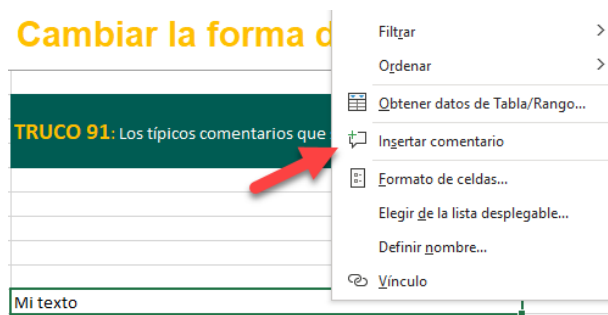 Cambiar la forma d
TRUCO 91: Los típicos comentarios que
Mi texto
Filtrar
Ordenar
Obtener datos de Tabla/Rango...
Insertar comentario
Formato de celdas...
Elegir de la lista desplegable...
Definir nombre...
Vínculo